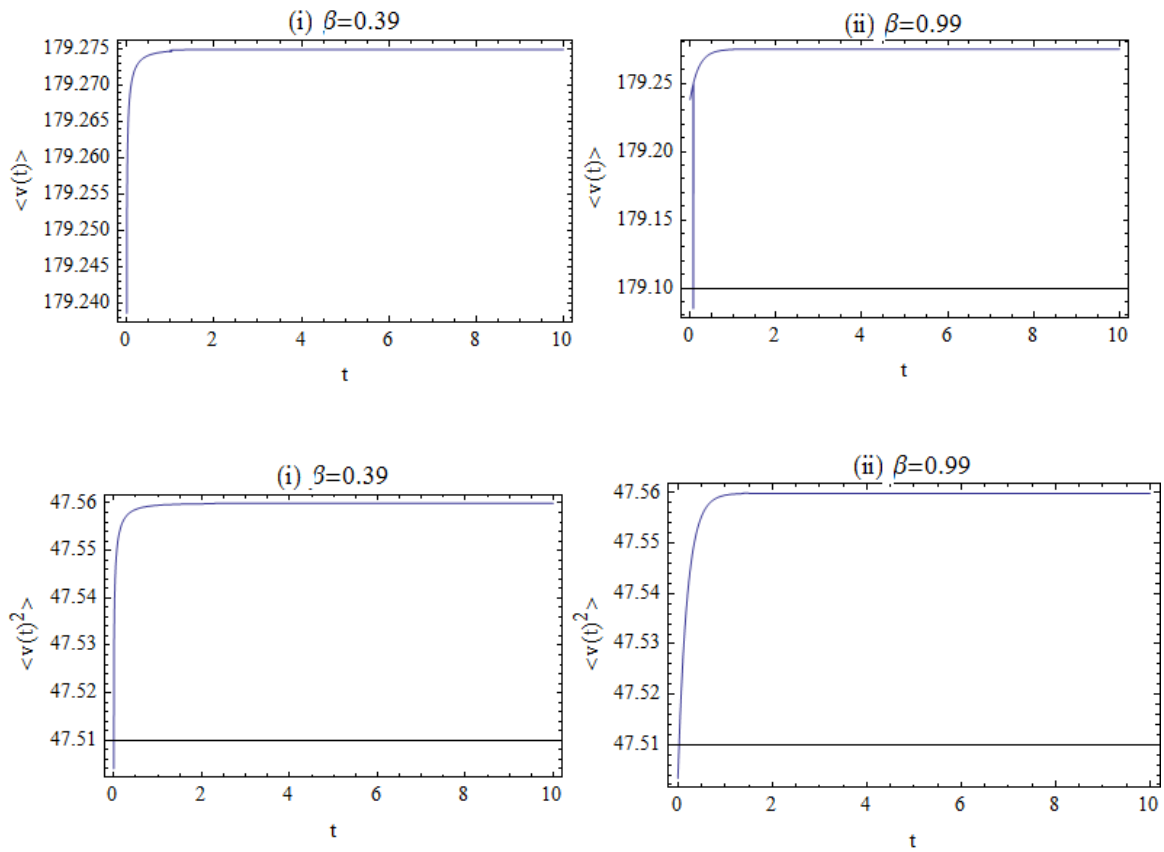 (i) β=0.39
179.275
179.270
179.265
179.260
179.255
179.250
179.245
179.240
<v(t)>
0 2 4 6 8 10
t
(ii) β=0.99
179.25
179.20
179.15
179.10
<v(t)>
0 2 4 6 8 10
t
(i) β=0.39
47.56
47.55
47.54
47.53
47.52
47.51
<v(t)²>
0 2 4 6 8 10
t
(ii) β=0.99
47.56
47.55
47.54
47.53
47.52
47.51
<v(t)²>
0 2 4 6 8 10
t